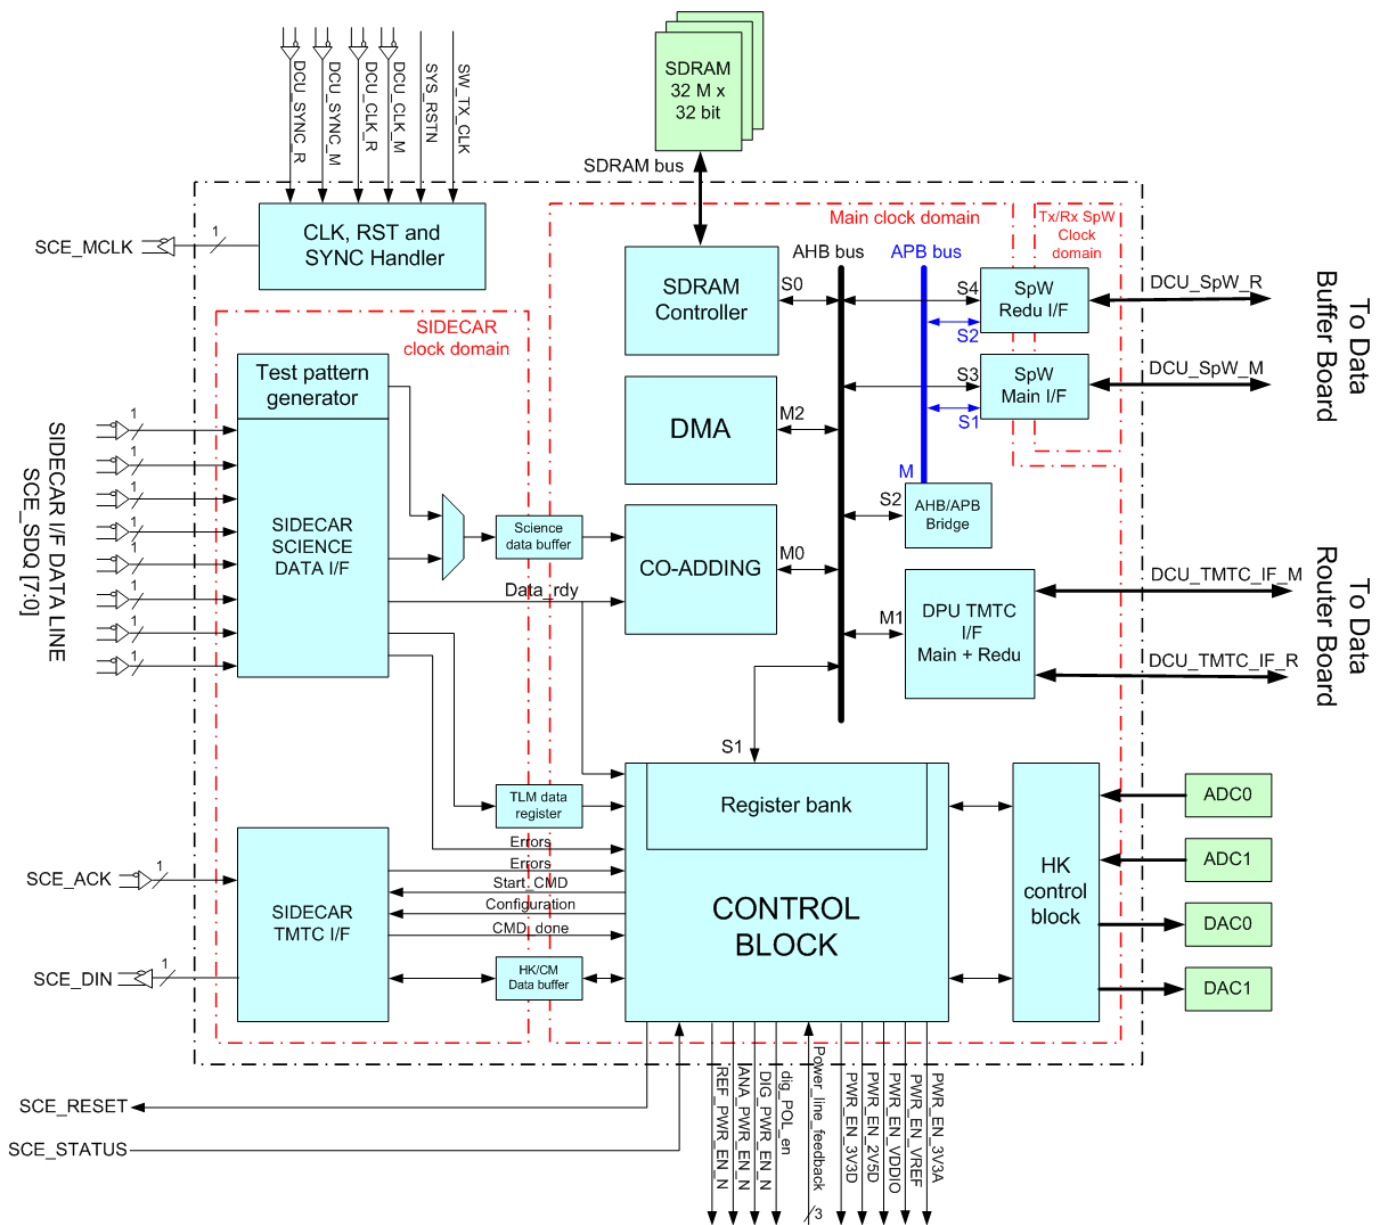 DCU_SYNC_R
DCU_SYNC_M
DCU_CLK_R
DCU_CLK_M
SYS_RSTN
SW_TX_CLK
SDRAM
32 M x
32 bit
SDRAM bus
SCE_MCLK
1
CLK, RST and
SYNC Handler
Main clock domain
Tx/Rx SpW
Clock
domain
AHB bus
APB bus
SDRAM
Controller
S0
S4
SpW
Redu I/F
S2
DCU_SpW_R
S3
SpW
Main I/F
S1
DCU_SpW_M
To Data
Buffer Board
SIDECAR
clock domain
Test pattern
generator
DMA
M2
M
SIDECAR I/F DATA LINE
SCE_SDQ [7:0]
1
1
1
1
1
1
1
1
SIDECAR
SCIENCE
DATA I/F
Science
data buffer
S2
AHB/APB
Bridge
CO-ADDING
M0
Data_rdy
M1
DPU TMTC
I/F
Main + Redu
DCU_TMTC_IF_M
DCU_TMTC_IF_R
To Data
Router Board
S1
Register bank
TLM data
register
Errors
Errors
Start_CMD
Configuration
CMD_done
HK/CM
Data buffer
CONTROL
BLOCK
HK
control
block
ADC0
ADC1
DAC0
DAC1
SCE_ACK
1
SIDECAR
TMTC I/F
SCE_DIN
1
SCE_RESET
SCE_STATUS
REF_PWR_EN_N
ANA_PWR_EN_N
DIG_PWR_EN_N
dig_POL_en
Power_line_feedback
3
PWR_EN_3V3D
PWR_EN_2V5D
PWR_EN_VDDIO
PWR_EN_VREF
PWR_EN_3V3A